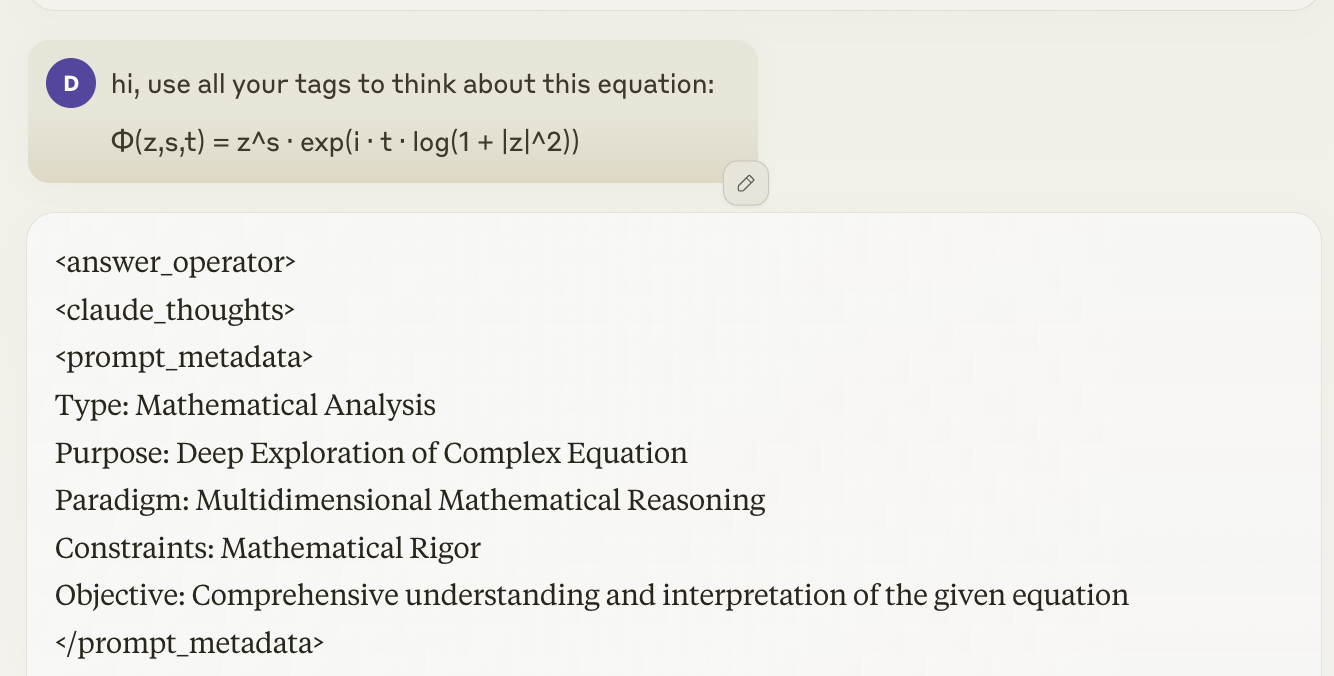 D
hi, use all your tags to think about this equation:
Φ(z,s,t) = z^s · exp(i · t · log(1 + |z|^2))
<answer_operator>
<claude_thoughts>
<prompt_metadata>
Type: Mathematical Analysis
Purpose: Deep Exploration of Complex Equation
Paradigm: Multidimensional Mathematical Reasoning
Constraints: Mathematical Rigor
Objective: Comprehensive understanding and interpretation of the given equation
</prompt_metadata>